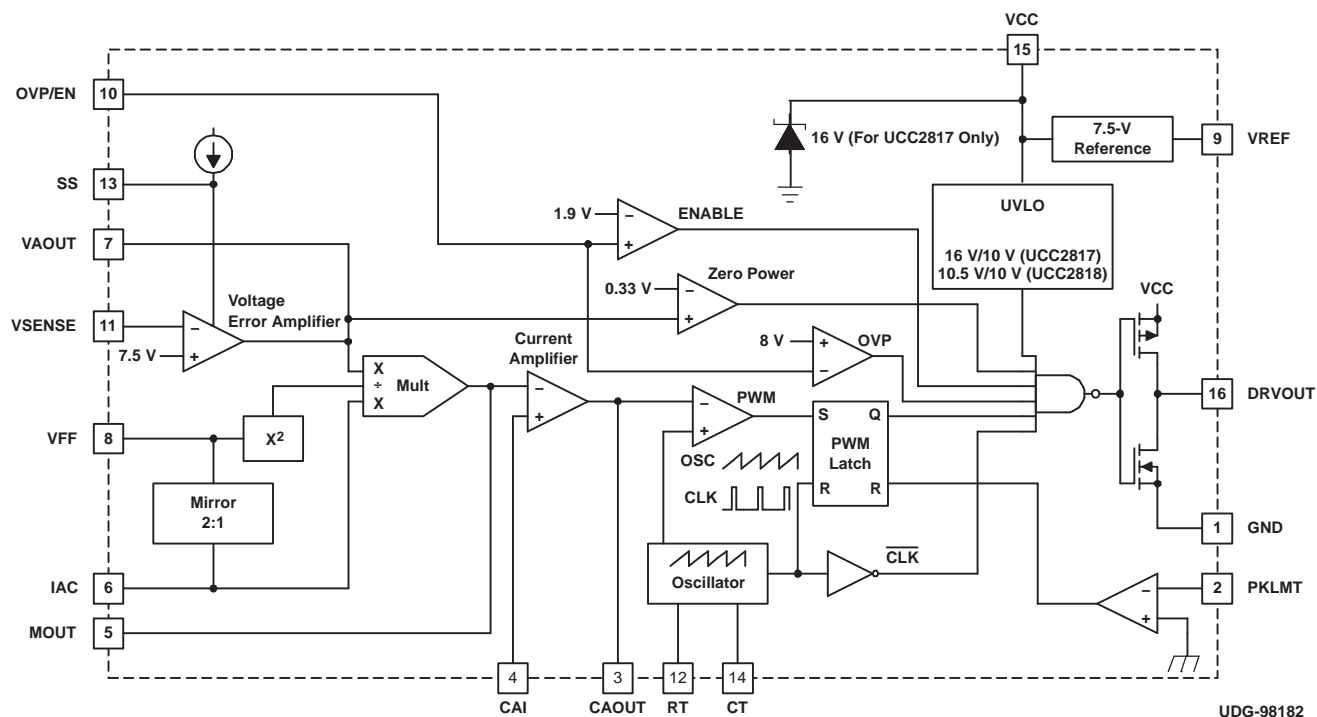 VCC
15
OVP/EN 10
16 V (For UCC2817 Only)
7.5-V
Reference
9 VREF
SS 13
UVLO
16 V/10 V (UCC2817)
10.5 V/10 V (UCC2818)
1.9 V
−
+
ENABLE
VAOUT 7
Zero Power
0.33 V
−
+
VCC
VSENSE 11
−
7.5 V
+
Voltage
Error Amplifier
Current
Amplifier
8 V
+
−
OVP
X
÷
X
Mult
−
+
−
+
PWM
S Q
PWM
Latch
R R
16 DRVOUT
VFF 8
X2
OSC
CLK
Mirror
2:1
1 GND
Oscillator
CLK
IAC 6
−
+
2 PKLMT
MOUT 5
4
CAI
3
CAOUT
12
RT
14
CT
UDG-98182